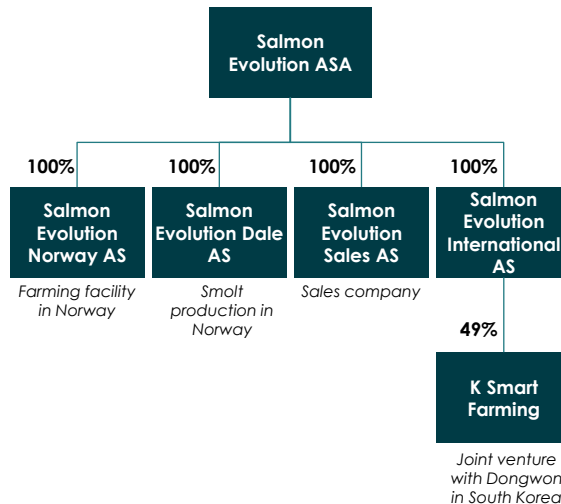 Salmon
Evolution ASA
100%
100%
100%
100%
Salmon
Evolution
Norway AS
Salmon
Evolution Dale
AS
Salmon
Evolution
Sales AS
Salmon
Evolution
International
AS
Farming facility
in Norway
Smolt
production in
Norway
Sales company
49%
K Smart
Farming
Joint venture
with Dongwon
in South Korea